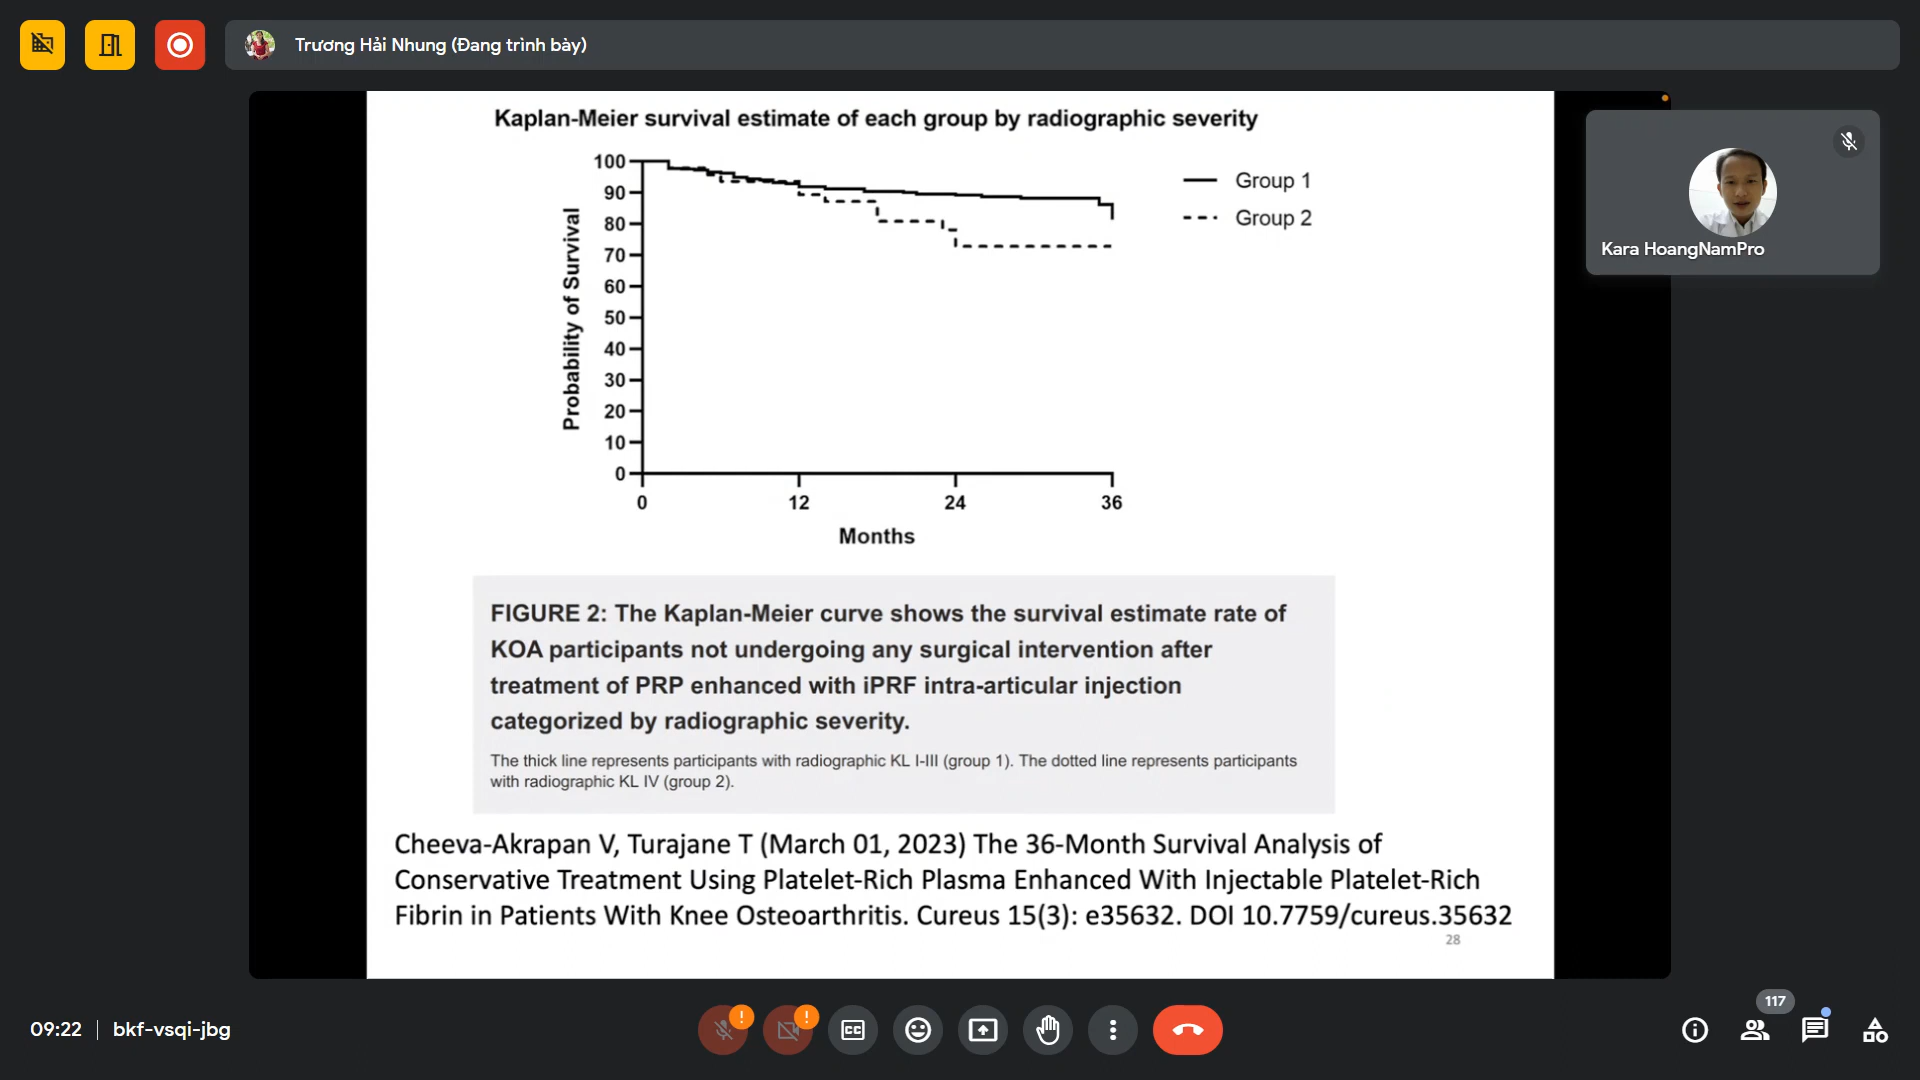 Trương Hải Nhung (Đang trình bày)
Kaplan-Meier survival estimate of each group by radiographic severity
100
90
80
70
60
50
40
30
20
10
0
Probability of Survival
0 12 24 36
Months
Group 1
Group 2
Kara HoangNamPro
FIGURE 2: The Kaplan-Meier curve shows the survival estimate rate of
KOA participants not undergoing any surgical intervention after
treatment of PRP enhanced with iPRF intra-articular injection
categorized by radiographic severity.
The thick line represents participants with radiographic KL I-III (group 1). The dotted line represents participants
with radiographic KL IV (group 2).
Cheeva-Akrapan V, Turajane T (March 01, 2023) The 36-Month Survival Analysis of
Conservative Treatment Using Platelet-Rich Plasma Enhanced With Injectable Platelet-Rich
Fibrin in Patients With Knee Osteoarthritis. Cureus 15(3): e35632. DOI 10.7759/cureus.35632
28
09:22 | bkf-vsqi-jbg
!
!
CC
117